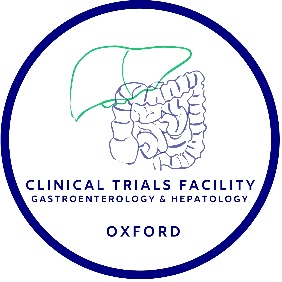 CLINICAL TRIALS FACILITY
GASTROENTEROLOGY & HEPATOLOGY
OXFORD